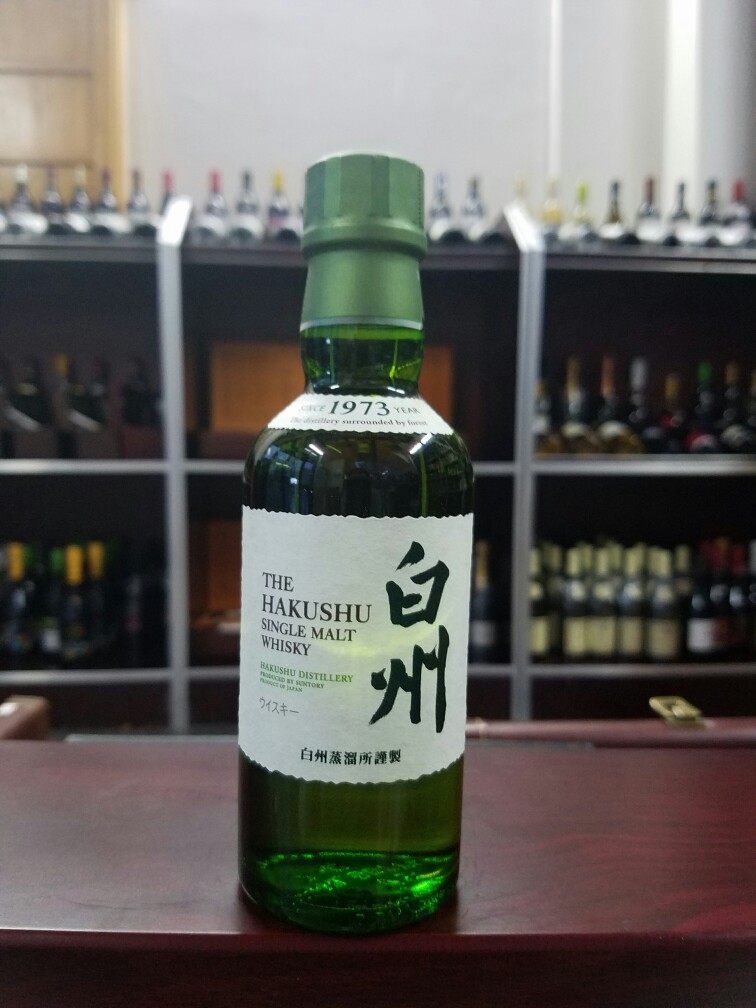 SINCE 1973 YEAR
The distillery surrounded by forest
THE
HAKUSHU
SINGLE MALT
WHISKY
HAKUSHU DISTILLERY
PRODUCED BY SUNTORY
PRODUCT OF JAPAN
ウイスキー
白州
白州蒸溜所謹製